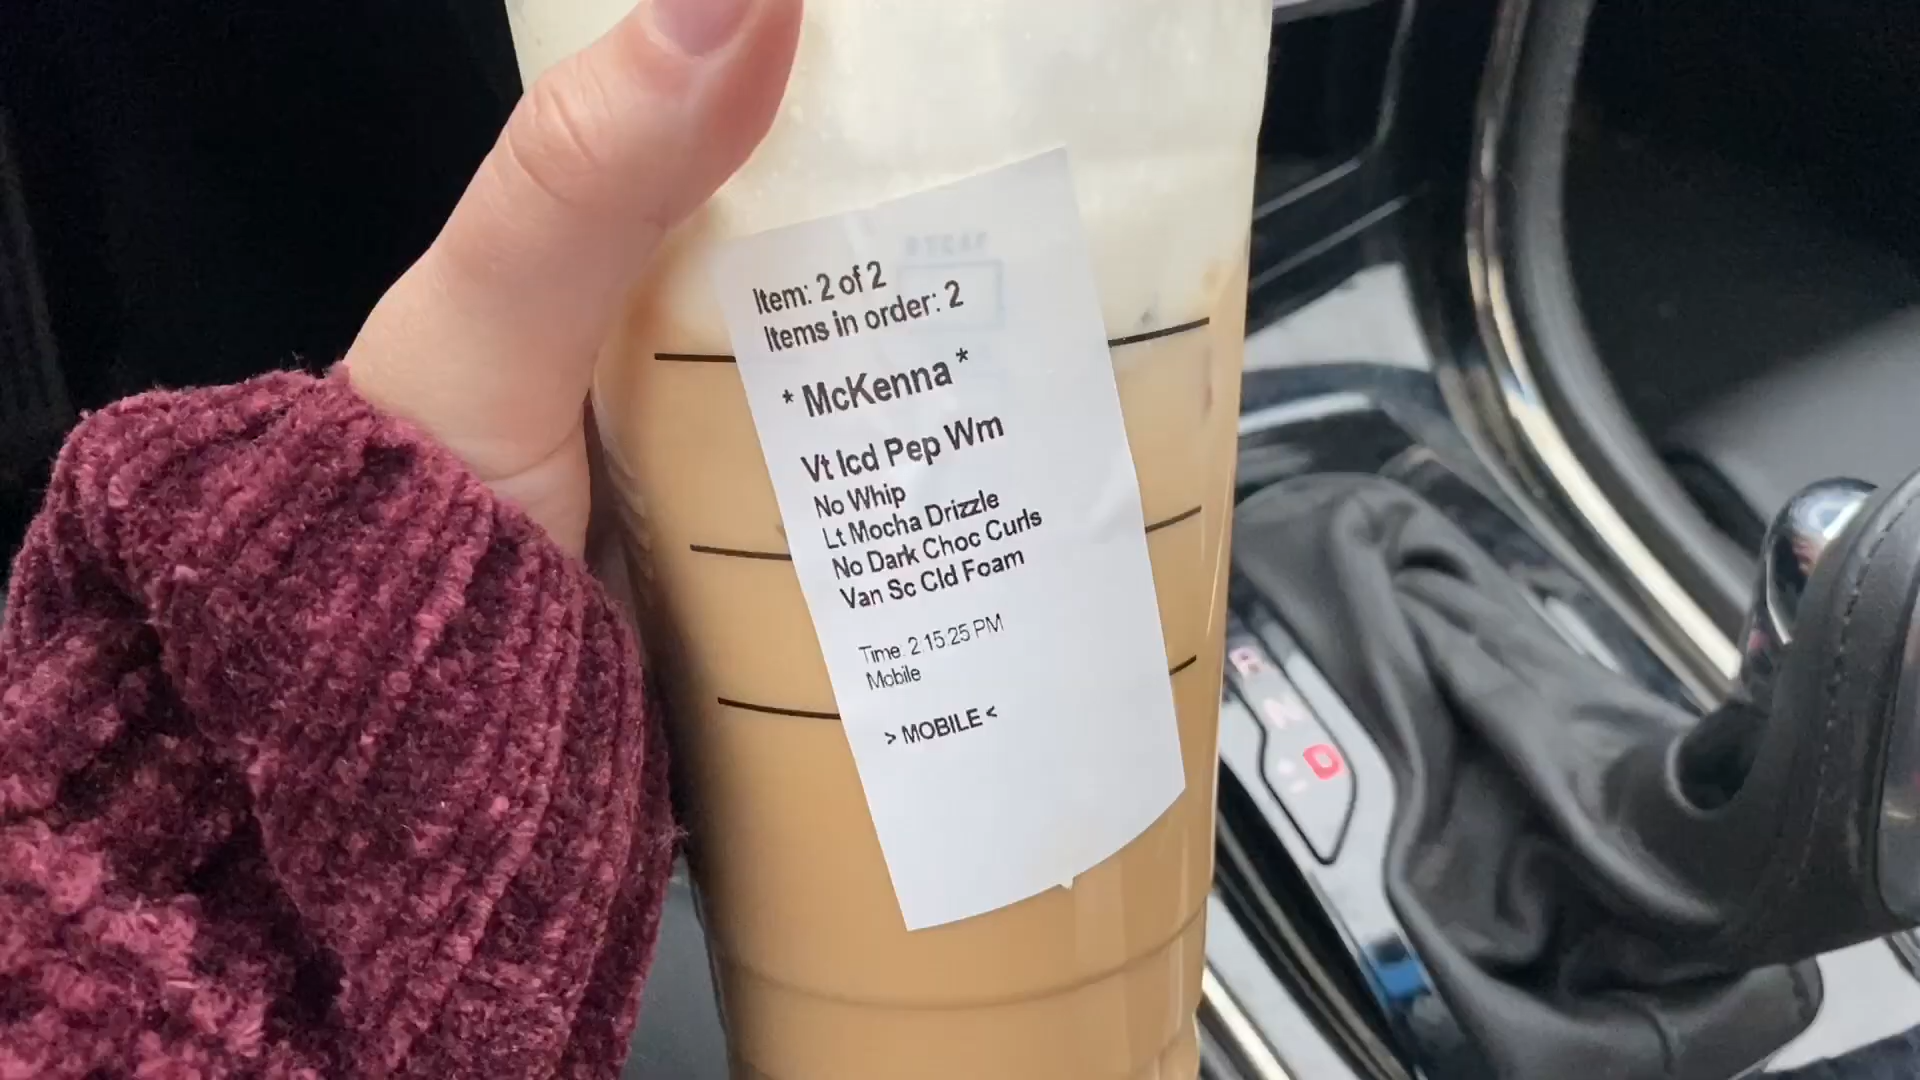 Item: 2 of 2
Items in order: 2
* McKenna *
Vt Icd Pep Wm
No Whip
Lt Mocha Drizzle
No Dark Choc Curls
Van Sc Cld Foam
Time: 2:15:25 PM
Mobile
> MOBILE <
R
N
D